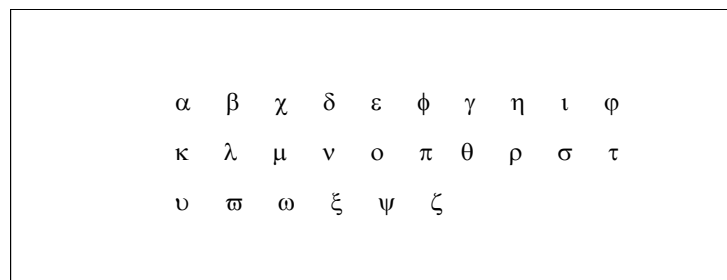 α β χ δ ε ϕ γ η ι φ
κ λ μ ν ο π θ ρ σ τ
υ ϖ ω ξ ψ ζ